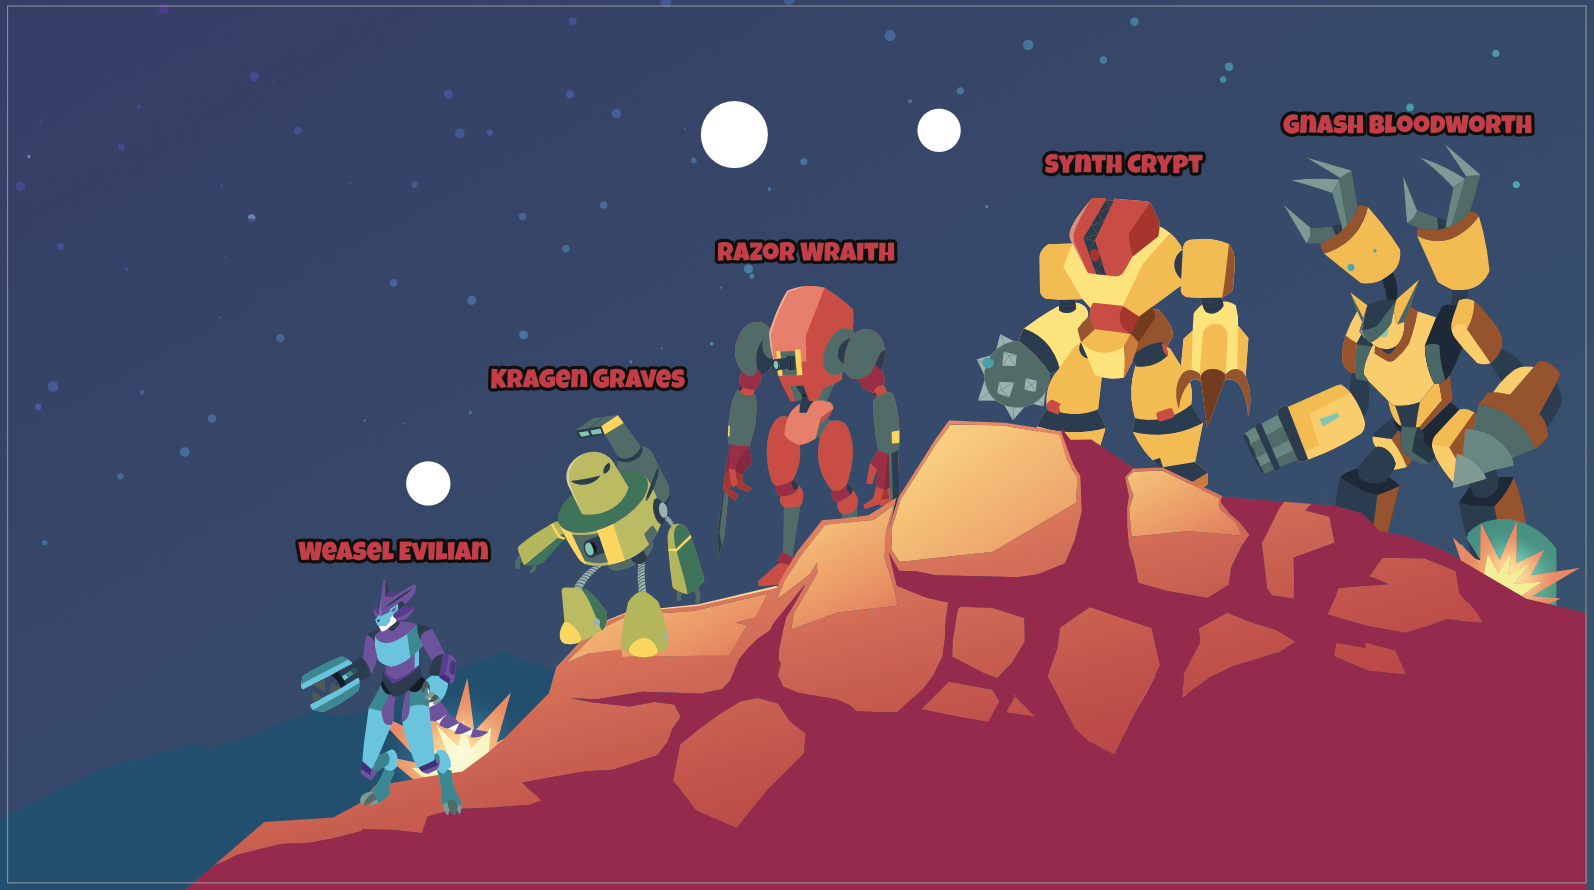 GNASH BLOODWORTH
SYNTH CRYPT
RAZOR WRAITH
KRAGEN GRAVES
WEASEL EVILIAN